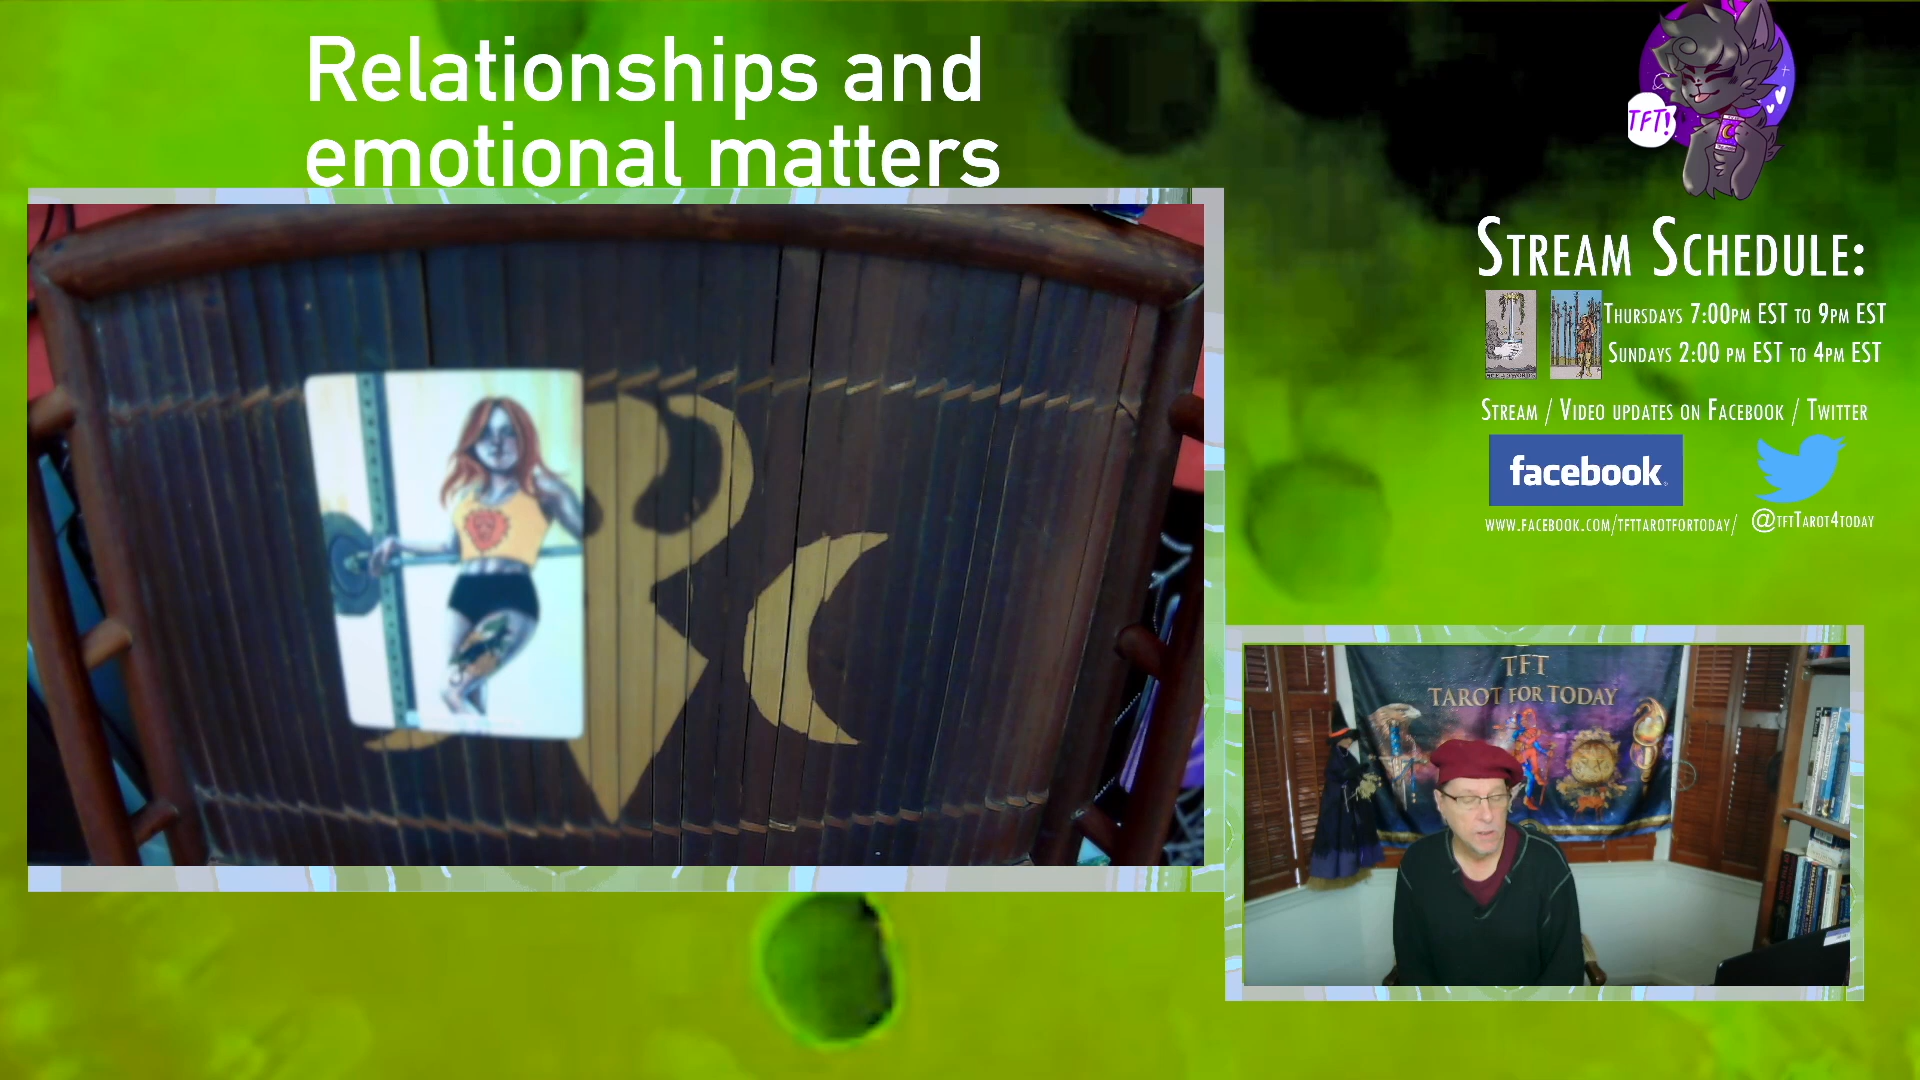 Relationships and
emotional matters
TFT!
STREAM SCHEDULE:
THURSDAYS 7:00PM EST TO 9PM EST
SUNDAYS 2:00 PM EST TO 4PM EST
STREAM / VIDEO UPDATES ON FACEBOOK / TWITTER
facebook
WWW.FACEBOOK.COM/TFTTAROTFORTODAY/
@TFTTAROT4TODAY
TFT
TAROT FOR TODAY